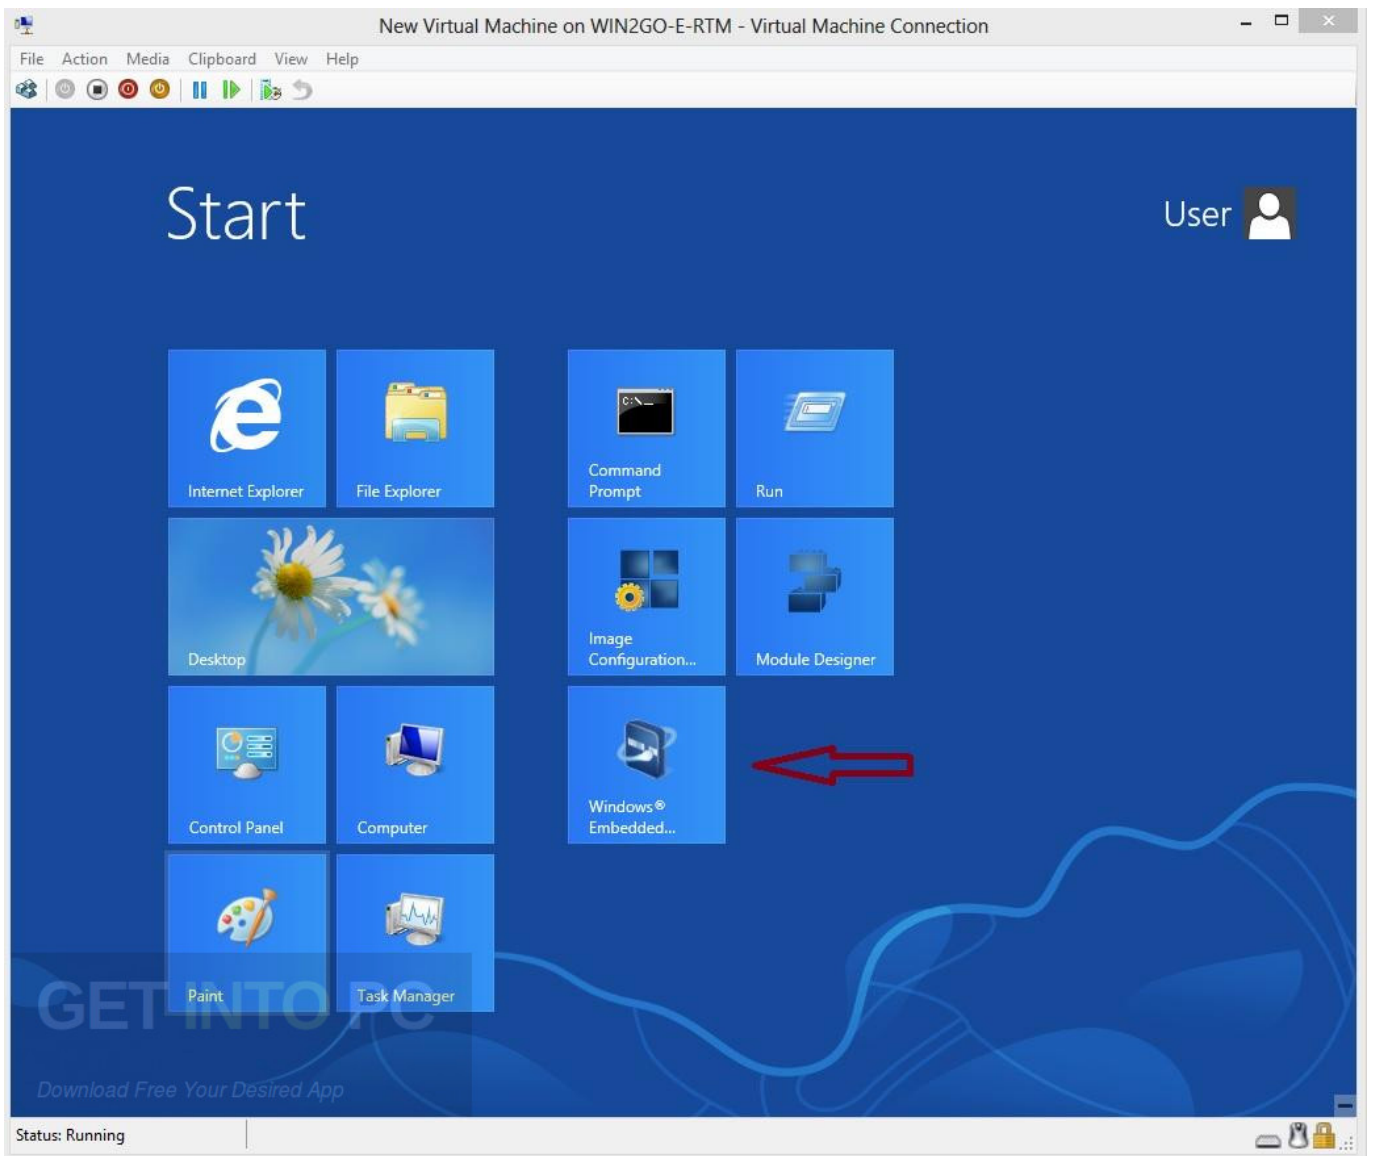 New Virtual Machine on WIN2GO-E-RTM - Virtual Machine Connection
File Action Media Clipboard View Help
Start
User
Internet Explorer
File Explorer
C:\_
Command
Prompt
Run
Desktop
Image
Configuration...
Module Designer
Control Panel
Computer
Windows®
Embedded...
Paint
Task Manager
GET INTO PC
Download Free Your Desired App
Status: Running